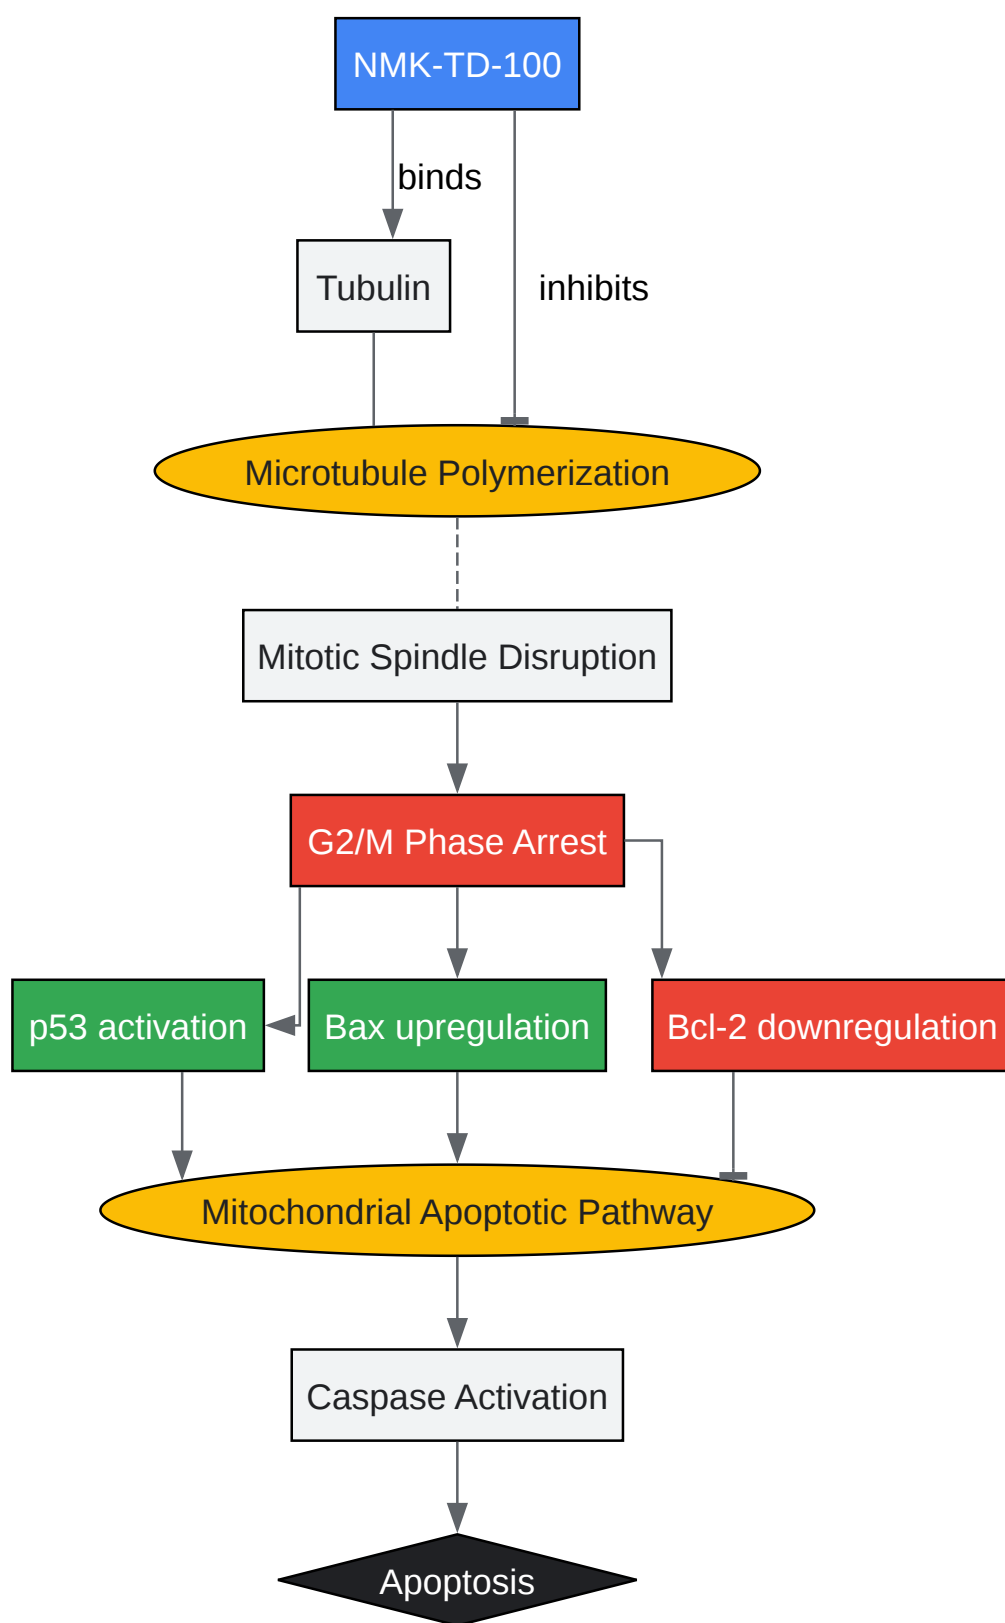 NMK-TD-100
binds
Tubulin
inhibits
Microtubule Polymerization
Mitotic Spindle Disruption
G2/M Phase Arrest
p53 activation
Bax upregulation
Bcl-2 downregulation
Mitochondrial Apoptotic Pathway
Caspase Activation
Apoptosis